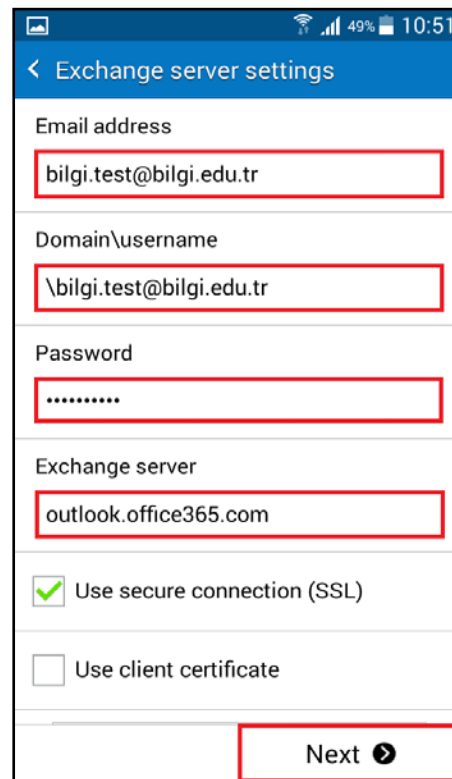 49% 10:51
Exchange server settings
Email address
bilgi.test@bilgi.edu.tr
Domain\username
\bilgi.test@bilgi.edu.tr
Password
••••••••••
Exchange server
outlook.office365.com
Use secure connection (SSL)
Use client certificate
Next